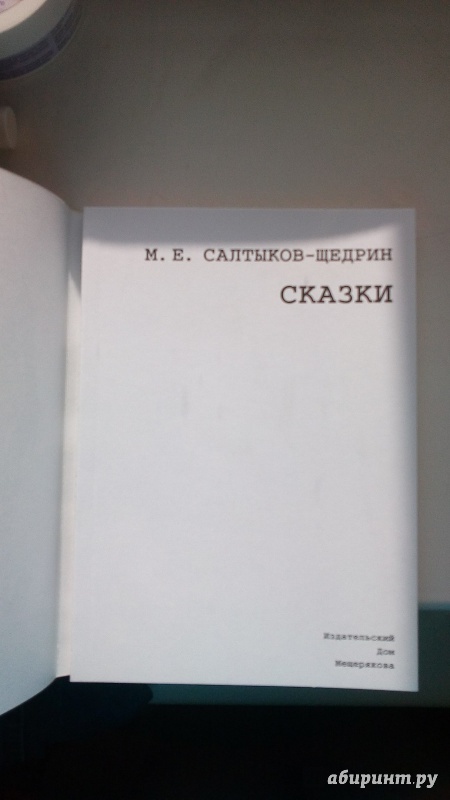 М. Е. САЛТЫКОВ-ЩЕДРИН
СКАЗКИ
Издательский
Дом
Мещерякова
абиринт.ру